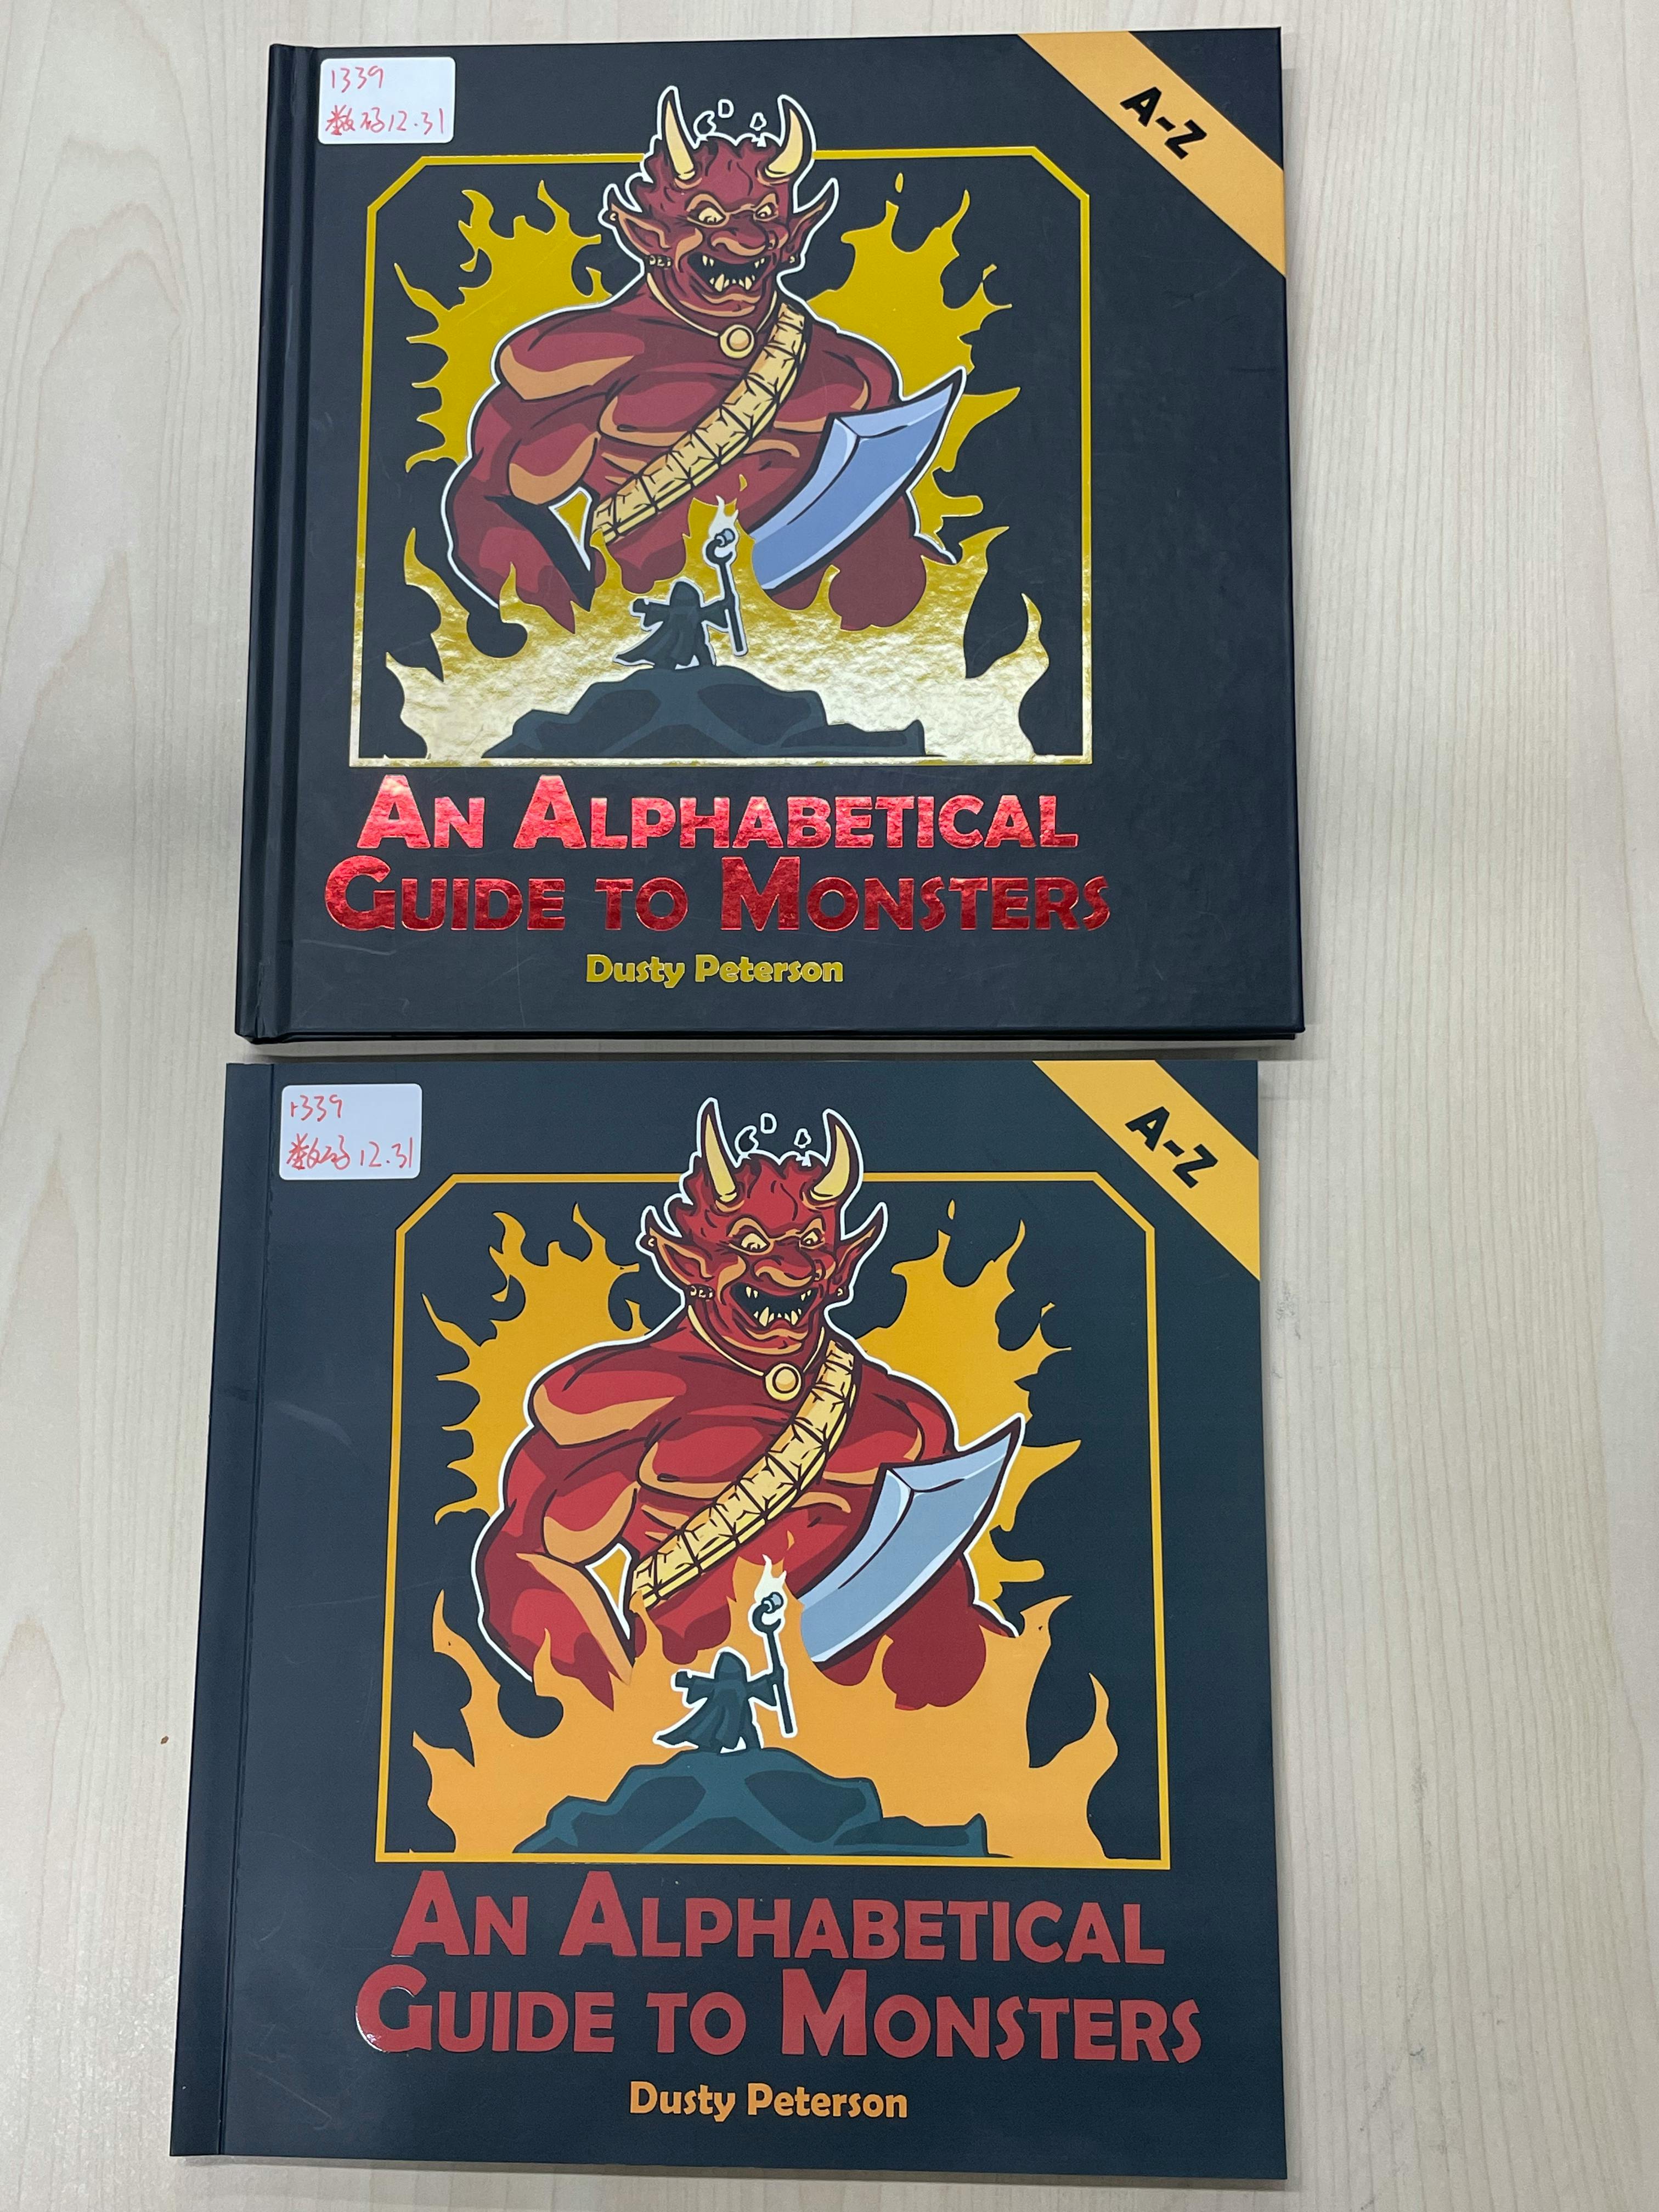 1339
数码12.31
A-Z
AN ALPHABETICAL
GUIDE TO MONSTERS
Dusty Peterson
1339
数码12.31
A-Z
AN ALPHABETICAL
GUIDE TO MONSTERS
Dusty Peterson